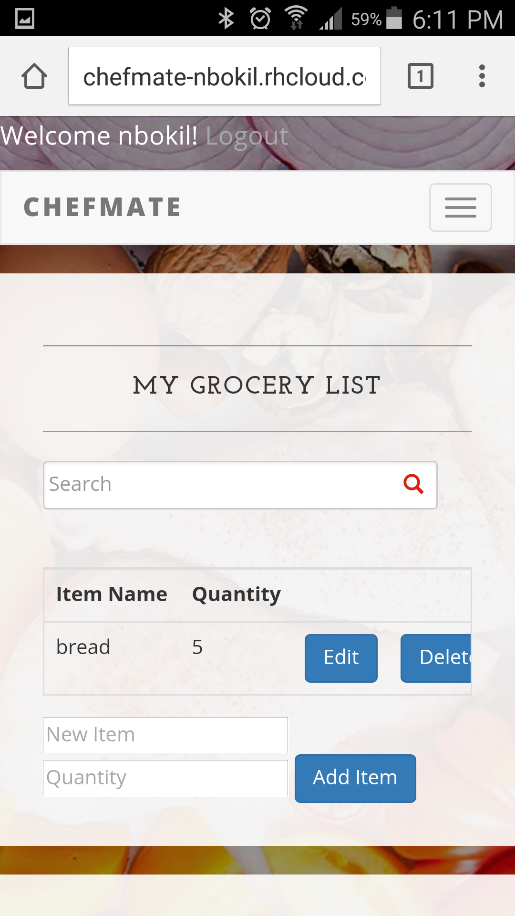 59% 6:11 PM
chefmate-nbokil.rhcloud.c
1
Welcome nbokil! Logout
CHEFMATE
MY GROCERY LIST
Search
Item Name Quantity
bread 5 Edit Delete
New Item
Quantity Add Item